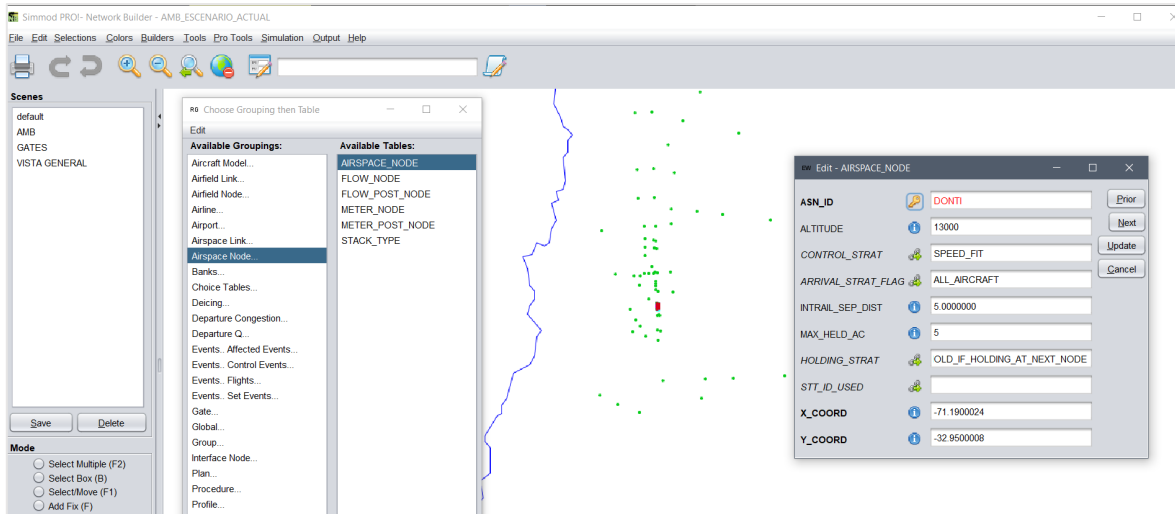 Simmod PRO!- Network Builder - AMB_ESCENARIO_ACTUAL
File Edit Selections Colors Builders Tools Pro Tools Simulation Output Help
Scenes
default
AMB
GATES
VISTA GENERAL
Save Delete
Mode
Select Multiple (F2)
Select Box (B)
Select/Move (F1)
Add Fix (F)
RG Choose Grouping then Table
Edit
Available Groupings:
Aircraft Model...
Airfield Link...
Airfield Node...
Airline...
Airport...
Airspace Link...
Airspace Node...
Banks...
Choice Tables...
Deicing...
Departure Congestion...
Departure Q...
Events.. Affected Events...
Events.. Control Events...
Events.. Flights...
Events.. Set Events...
Gate...
Global...
Group...
Interface Node...
Plan...
Procedure...
Profile...
Available Tables:
AIRSPACE_NODE
FLOW_NODE
FLOW_POST_NODE
METER_NODE
METER_POST_NODE
STACK_TYPE
EW Edit - AIRSPACE_NODE
ASN_ID DONTI
ALTITUDE 13000
CONTROL_STRAT SPEED_FIT
ARRIVAL_STRAT_FLAG ALL_AIRCRAFT
INTRAIL_SEP_DIST 5.0000000
MAX_HELD_AC 5
HOLDING_STRAT OLD_IF_HOLDING_AT_NEXT_NODE
STT_ID_USED
X_COORD -71.1900024
Y_COORD -32.9500008
Prior
Next
Update
Cancel